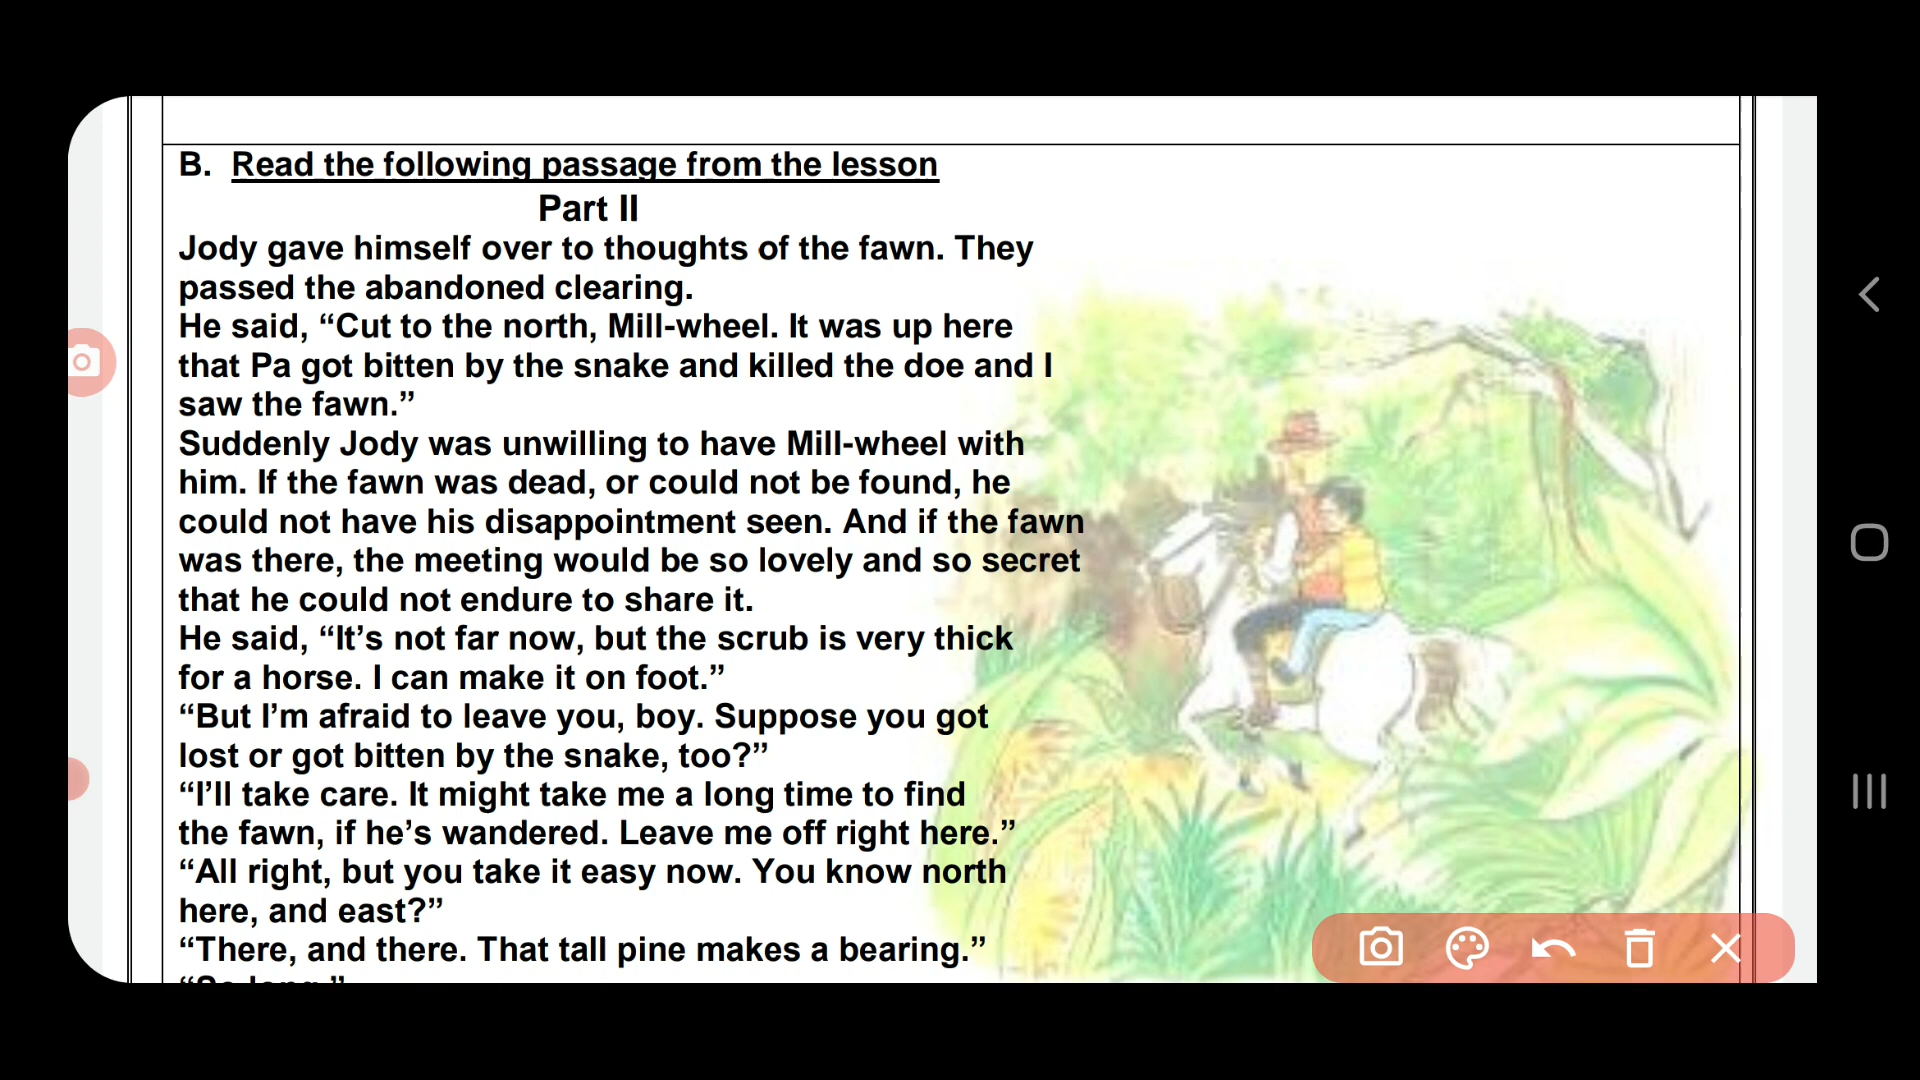 B. Read the following passage from the lesson
Part II
Jody gave himself over to thoughts of the fawn. They
passed the abandoned clearing.
He said, “Cut to the north, Mill-wheel. It was up here
that Pa got bitten by the snake and killed the doe and I
saw the fawn.”
Suddenly Jody was unwilling to have Mill-wheel with
him. If the fawn was dead, or could not be found, he
could not have his disappointment seen. And if the fawn
was there, the meeting would be so lovely and so secret
that he could not endure to share it.
He said, “It’s not far now, but the scrub is very thick
for a horse. I can make it on foot.”
“But I’m afraid to leave you, boy. Suppose you got
lost or got bitten by the snake, too?”
“I’ll take care. It might take me a long time to find
the fawn, if he’s wandered. Leave me off right here.”
“All right, but you take it easy now. You know north
here, and east?”
“There, and there. That tall pine makes a bearing.”